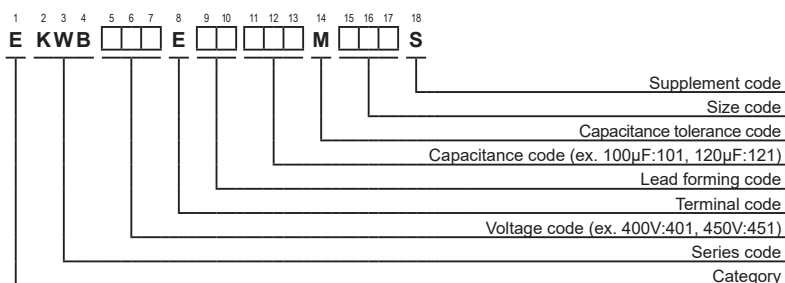 1 2 3 4 5 6 7 8 9 10 11 12 13 14 15 16 17 18
E KWB E M S
Supplement code
Size code
Capacitance tolerance code
Capacitance code (ex. 100μF:101, 120μF:121)
Lead forming code
Terminal code
Voltage code (ex. 400V:401, 450V:451)
Series code
Category